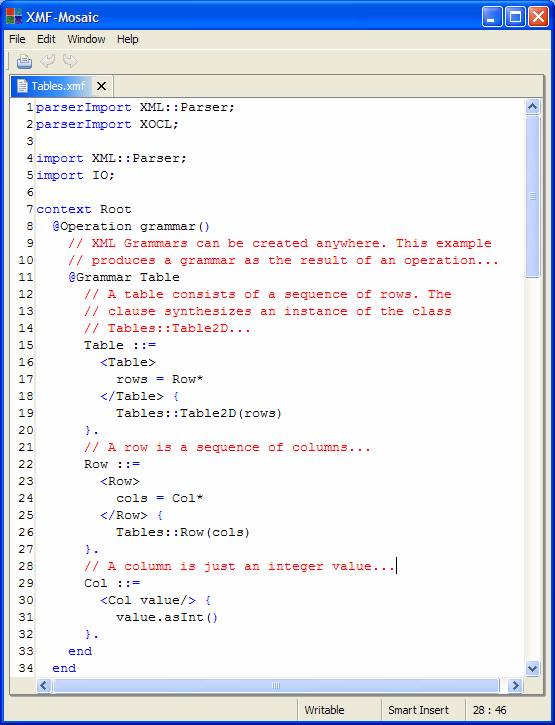 XMF-Mosaic
File Edit Window Help
Tables.xmf
1 parserImport XML::Parser;
2 parserImport XOCL;
3
4 import XML::Parser;
5 import IO;
6
7 context Root
8   @Operation grammar()
9     // XML Grammars can be created anywhere. This example
10     // produces a grammar as the result of an operation...
11     @Grammar Table
12       // A table consists of a sequence of rows. The
13       // clause synthesizes an instance of the class
14       // Tables::Table2D...
15       Table ::=
16         <Table>
17           rows = Row*
18         </Table> {
19           Tables::Table2D(rows)
20       }.
21       // A row is a sequence of columns...
22       Row ::=
23         <Row>
24           cols = Col*
25         </Row> {
26           Tables::Row(cols)
27       }.
28       // A column is just an integer value...
29       Col ::=
30         <Col value/> {
31           value.asInt()
32       }.
33     end
34   end
Writable Smart Insert 28 : 46